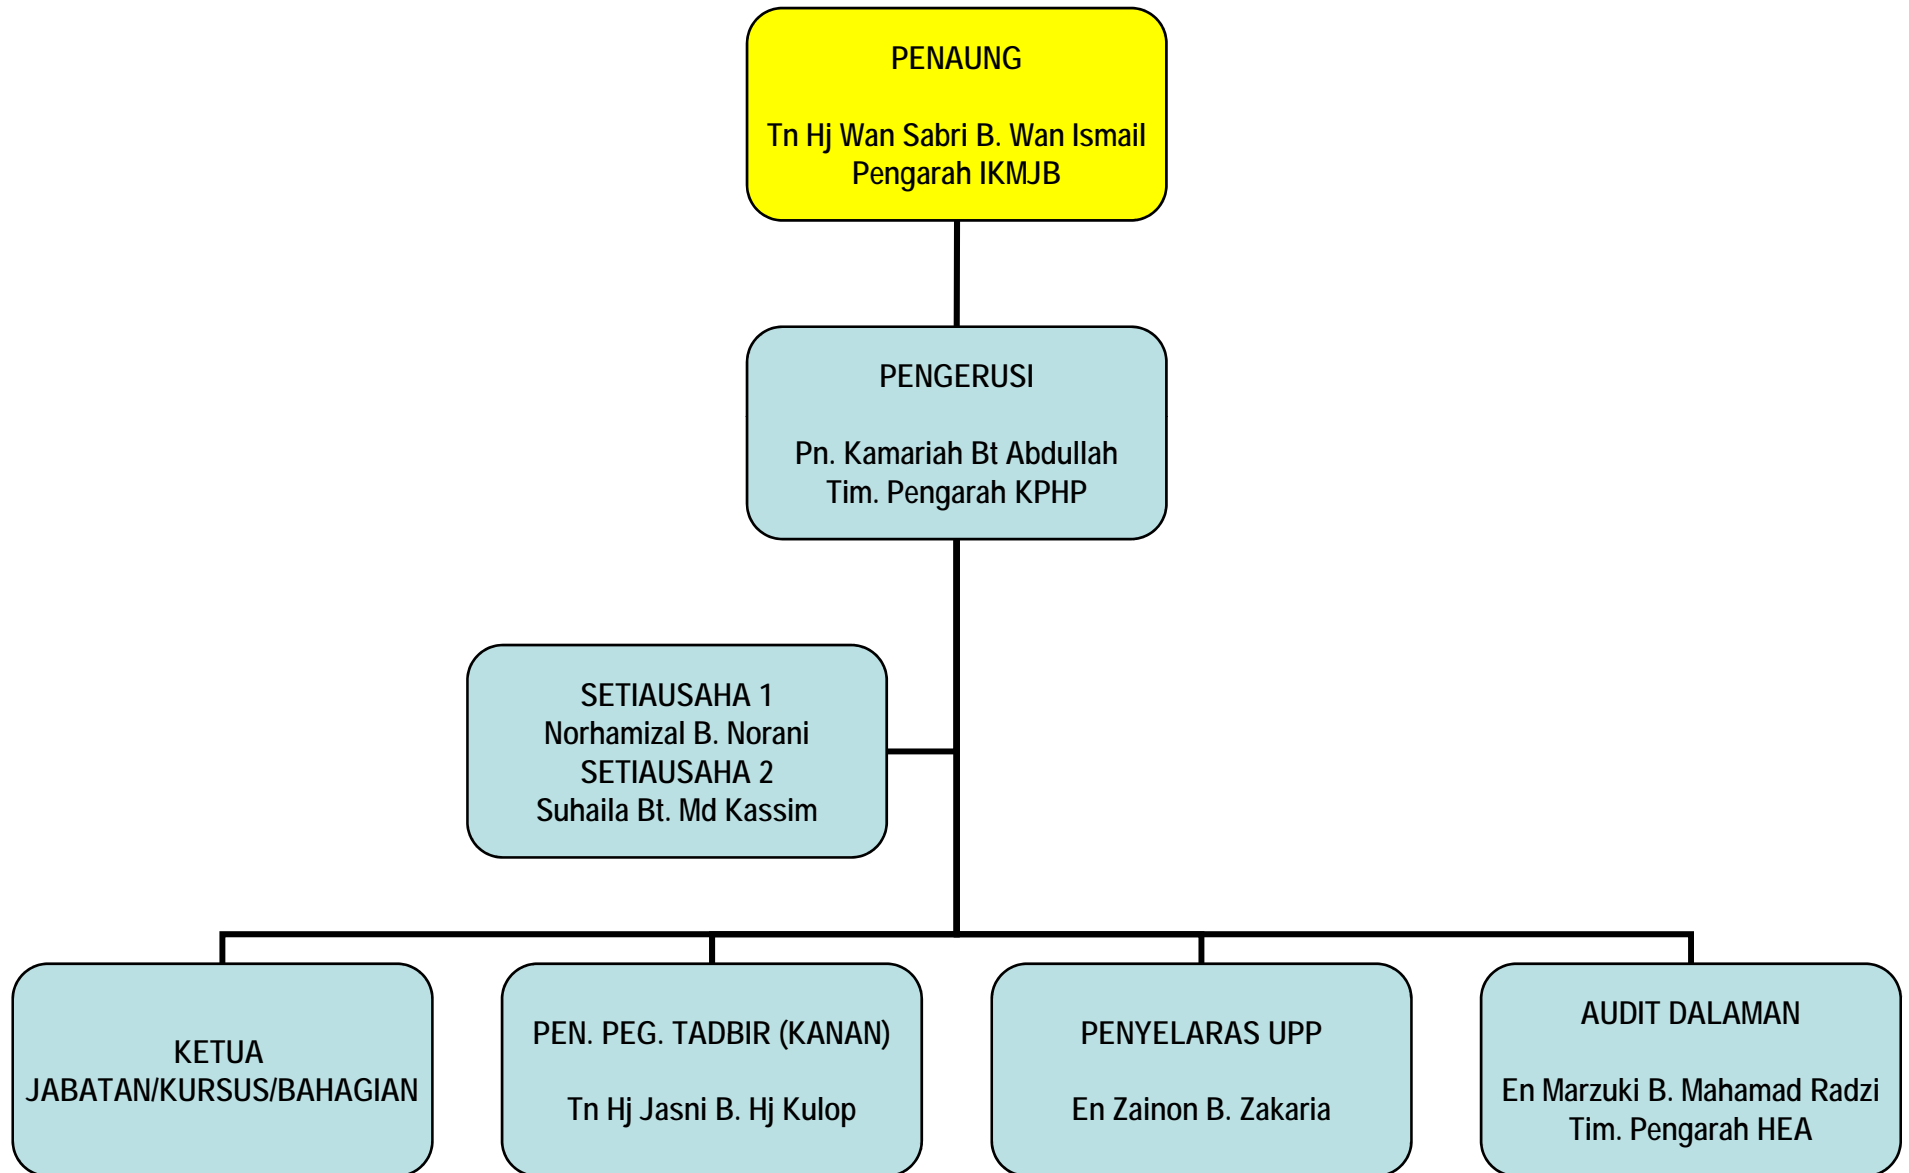 PENAUNG
Tn Hj Wan Sabri B. Wan Ismail
Pengarah IKMJB
PENGERUSI
Pn. Kamariah Bt Abdullah
Tim. Pengarah KPHP
SETIAUSAHA 1
Norhamizal B. Norani
SETIAUSAHA 2
Suhaila Bt. Md Kassim
KETUA
JABATAN/KURSUS/BAHAGIAN
PEN. PEG. TADBIR (KANAN)
Tn Hj Jasni B. Hj Kulop
PENYELARAS UPP
En Zainon B. Zakaria
AUDIT DALAMAN
En Marzuki B. Mahamad Radzi
Tim. Pengarah HEA